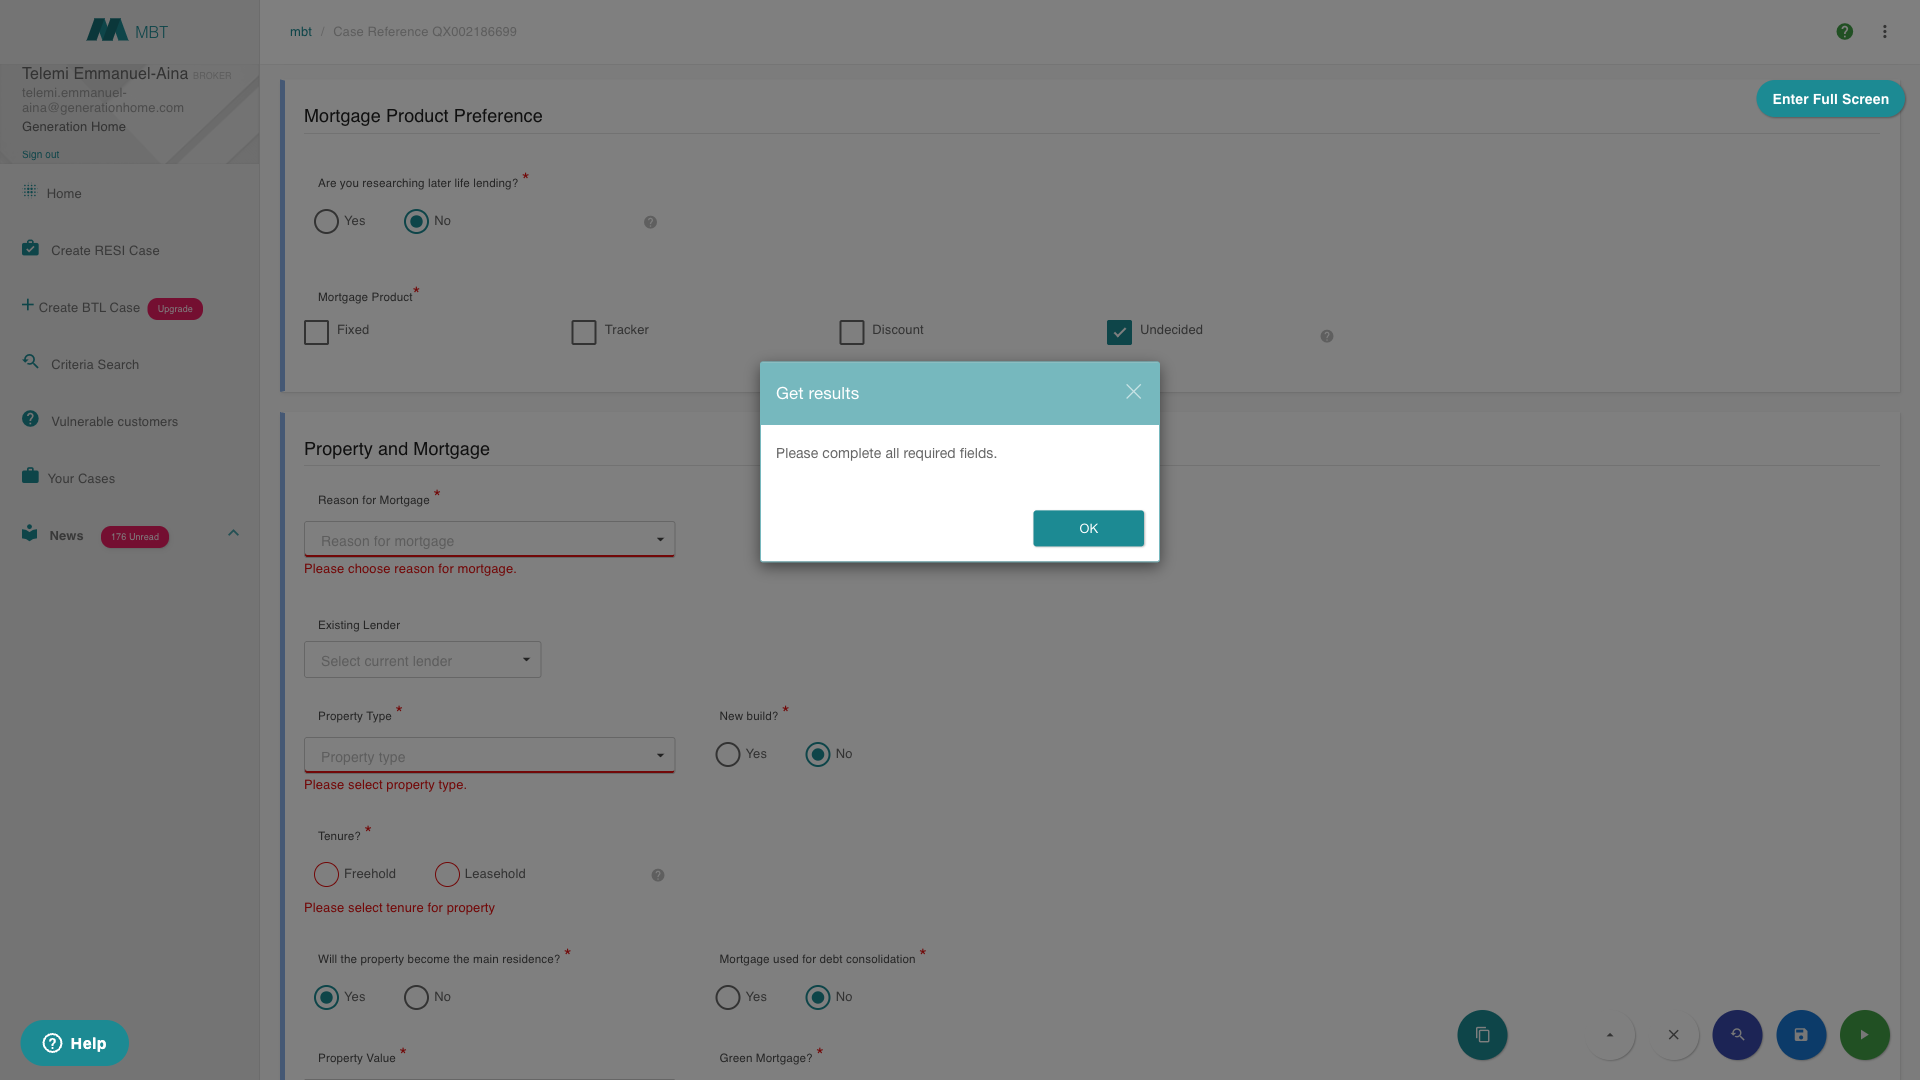 MBT
mbt / Case Reference QX002186699
Telemi Emmanuel-Aina BROKER
telemi.emmanuel-
aina@generationhome.com
Generation Home
Sign out
Enter Full Screen
Home
Create RESI Case
Create BTL Case Upgrade
Criteria Search
Vulnerable customers
Your Cases
News 176 Unread
Help
Mortgage Product Preference
Are you researching later life lending? *
Yes No
Mortgage Product*
Fixed Tracker Discount Undecided
Get results
Please complete all required fields.
OK
Property and Mortgage
Reason for Mortgage *
Reason for mortgage
Please choose reason for mortgage.
Existing Lender
Select current lender
Property Type * New build? *
Property type Yes No
Please select property type.
Tenure? *
Freehold Leasehold
Please select tenure for property
Will the property become the main residence? * Mortgage used for debt consolidation *
Yes No Yes No
Property Value * Green Mortgage? *